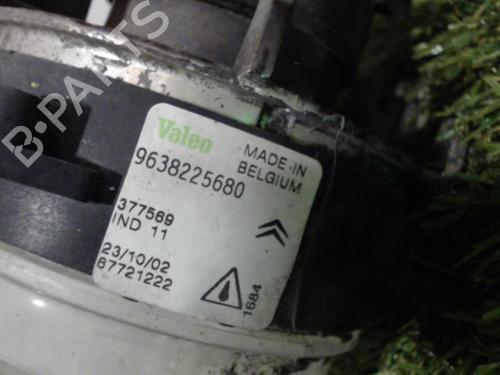 Valeo
9638225680
MADE-IN
BELGIUM
377569
IND 11
23/10/02
67721222
1684
B-PARTS